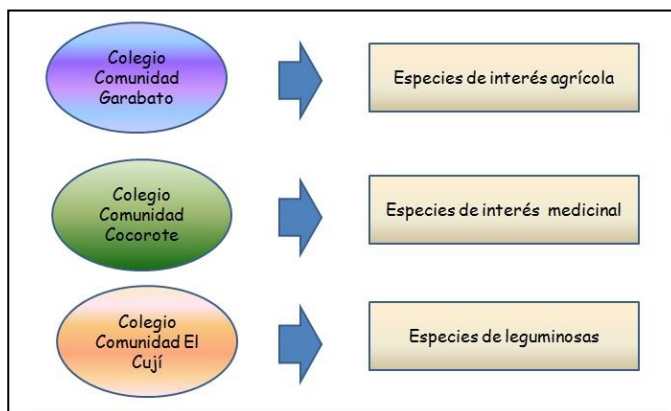 Colegio
Comunidad
Garabato
Especies de interés agrícola
Colegio
Comunidad
Cocorote
Especies de interés medicinal
Colegio
Comunidad El
Cují
Especies de leguminosas